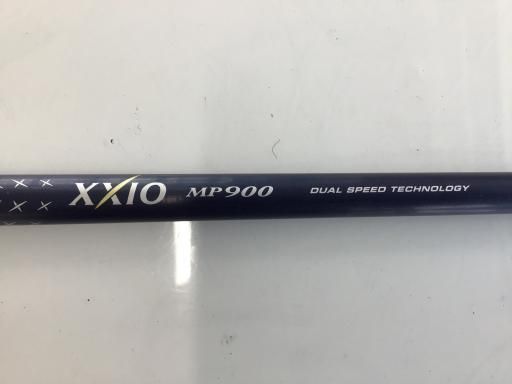 XXIO MP900 DUAL SPEED TECHNOLOGY